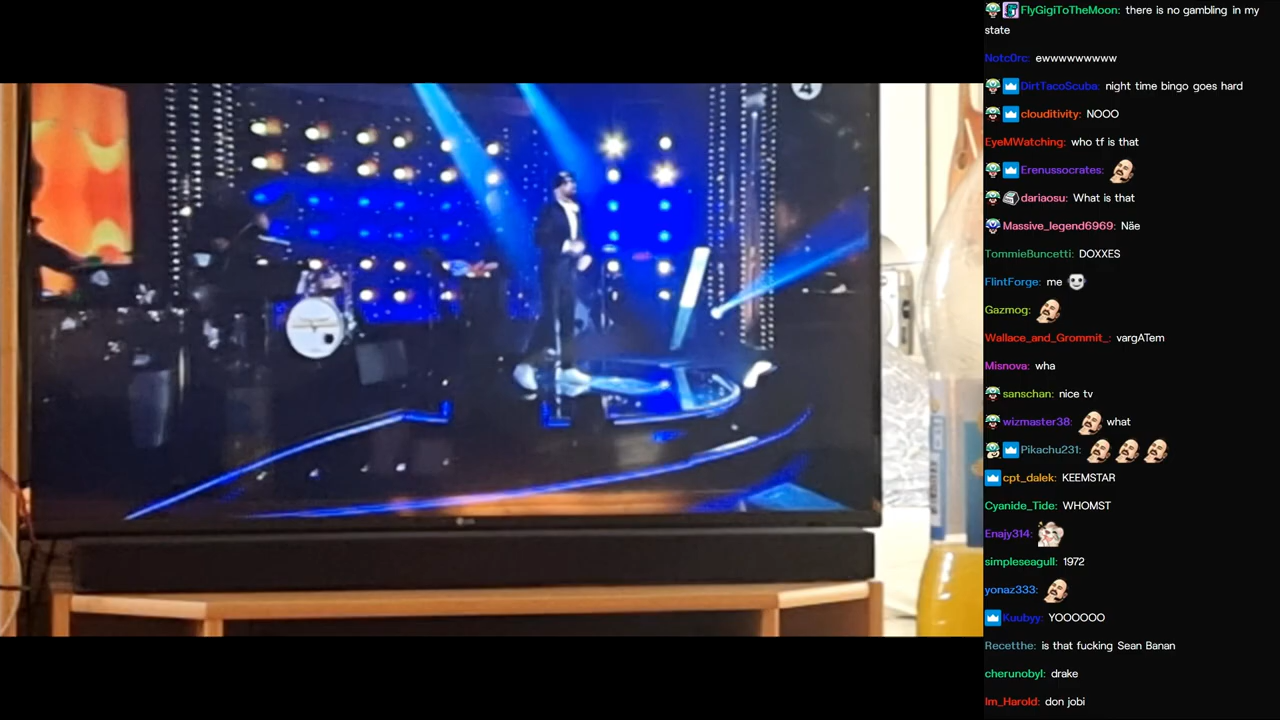 4
LG
FlyGigiToTheMoon: there is no gambling in my
state
Notc0rc: ewwwwwwwww
DirtTacoScuba: night time bingo goes hard
clouditivity: NOOO
EyeMWatching: who tf is that
Erenussocrates:
dariaosu: What is that
Massive_legend6969: Näe
TommieBuncetti: DOXXES
FlintForge: me
Gazmog:
Wallace_and_Grommit_: vargATem
Misnova: wha
sanschan: nice tv
wizmaster38: what
Pikachu231:
cpt_dalek: KEEMSTAR
Cyanide_Tide: WHOMST
Enajy314:
simpleseagull: 1972
yonaz333:
Kuubyy: YOOOOOO
Recetthe: is that fucking Sean Banan
cherunobyl: drake
Im_Harold: don jobi